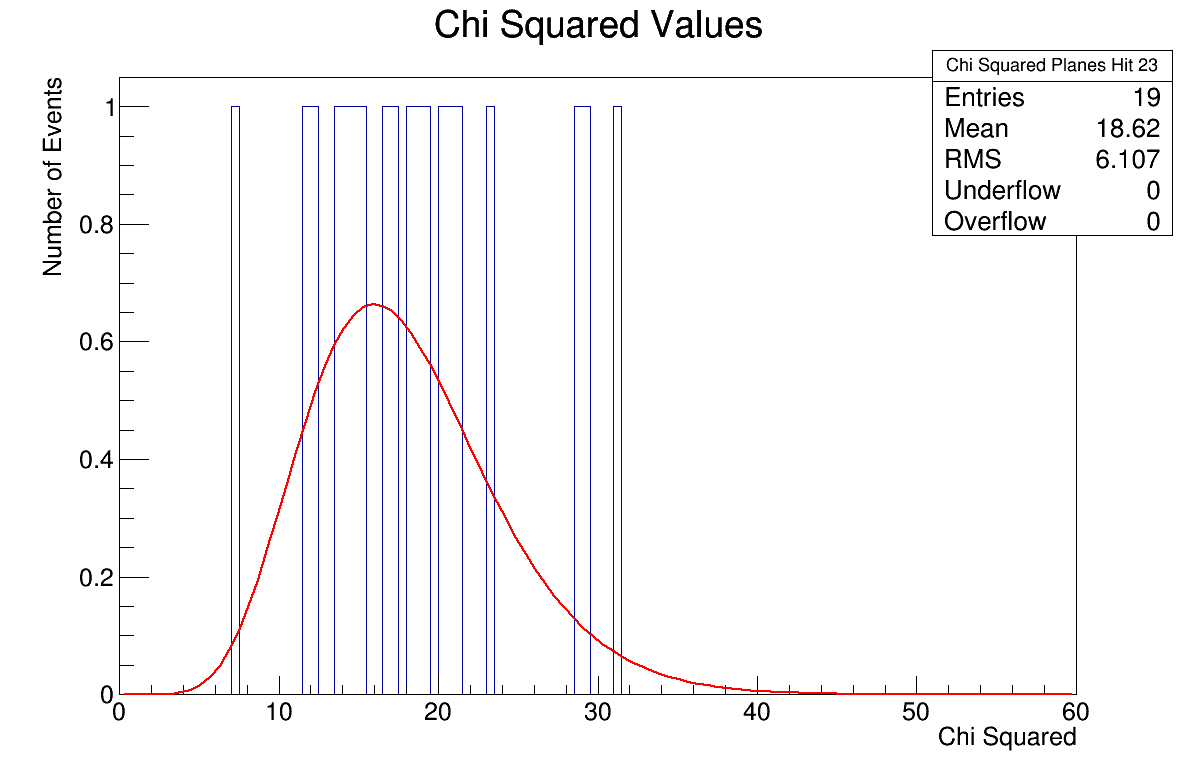 Chi Squared Values
Chi Squared Planes Hit 23
Entries 19
Mean 18.62
RMS 6.107
Underflow 0
Overflow 0
Number of Events
1
0.8
0.6
0.4
0.2
0
0 10 20 30 40 50 60
Chi Squared